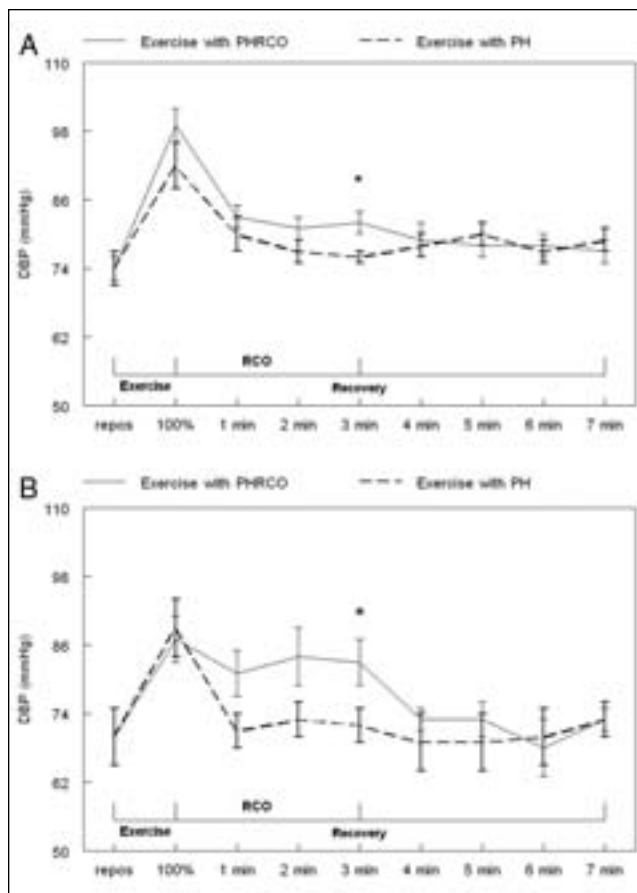 A
Exercise with PHRCO Exercise with PH
110
98
86
74
62
50
DBP (mmHg)
*
RCO
Exercise Recovery
repos 100% 1 min 2 min 3 min 4 min 5 min 6 min 7 min
B
Exercise with PHRCO Exercise with PH
110
98
86
74
62
50
DBP (mmHg)
*
RCO
Exercise Recovery
repos 100% 1 min 2 min 3 min 4 min 5 min 6 min 7 min